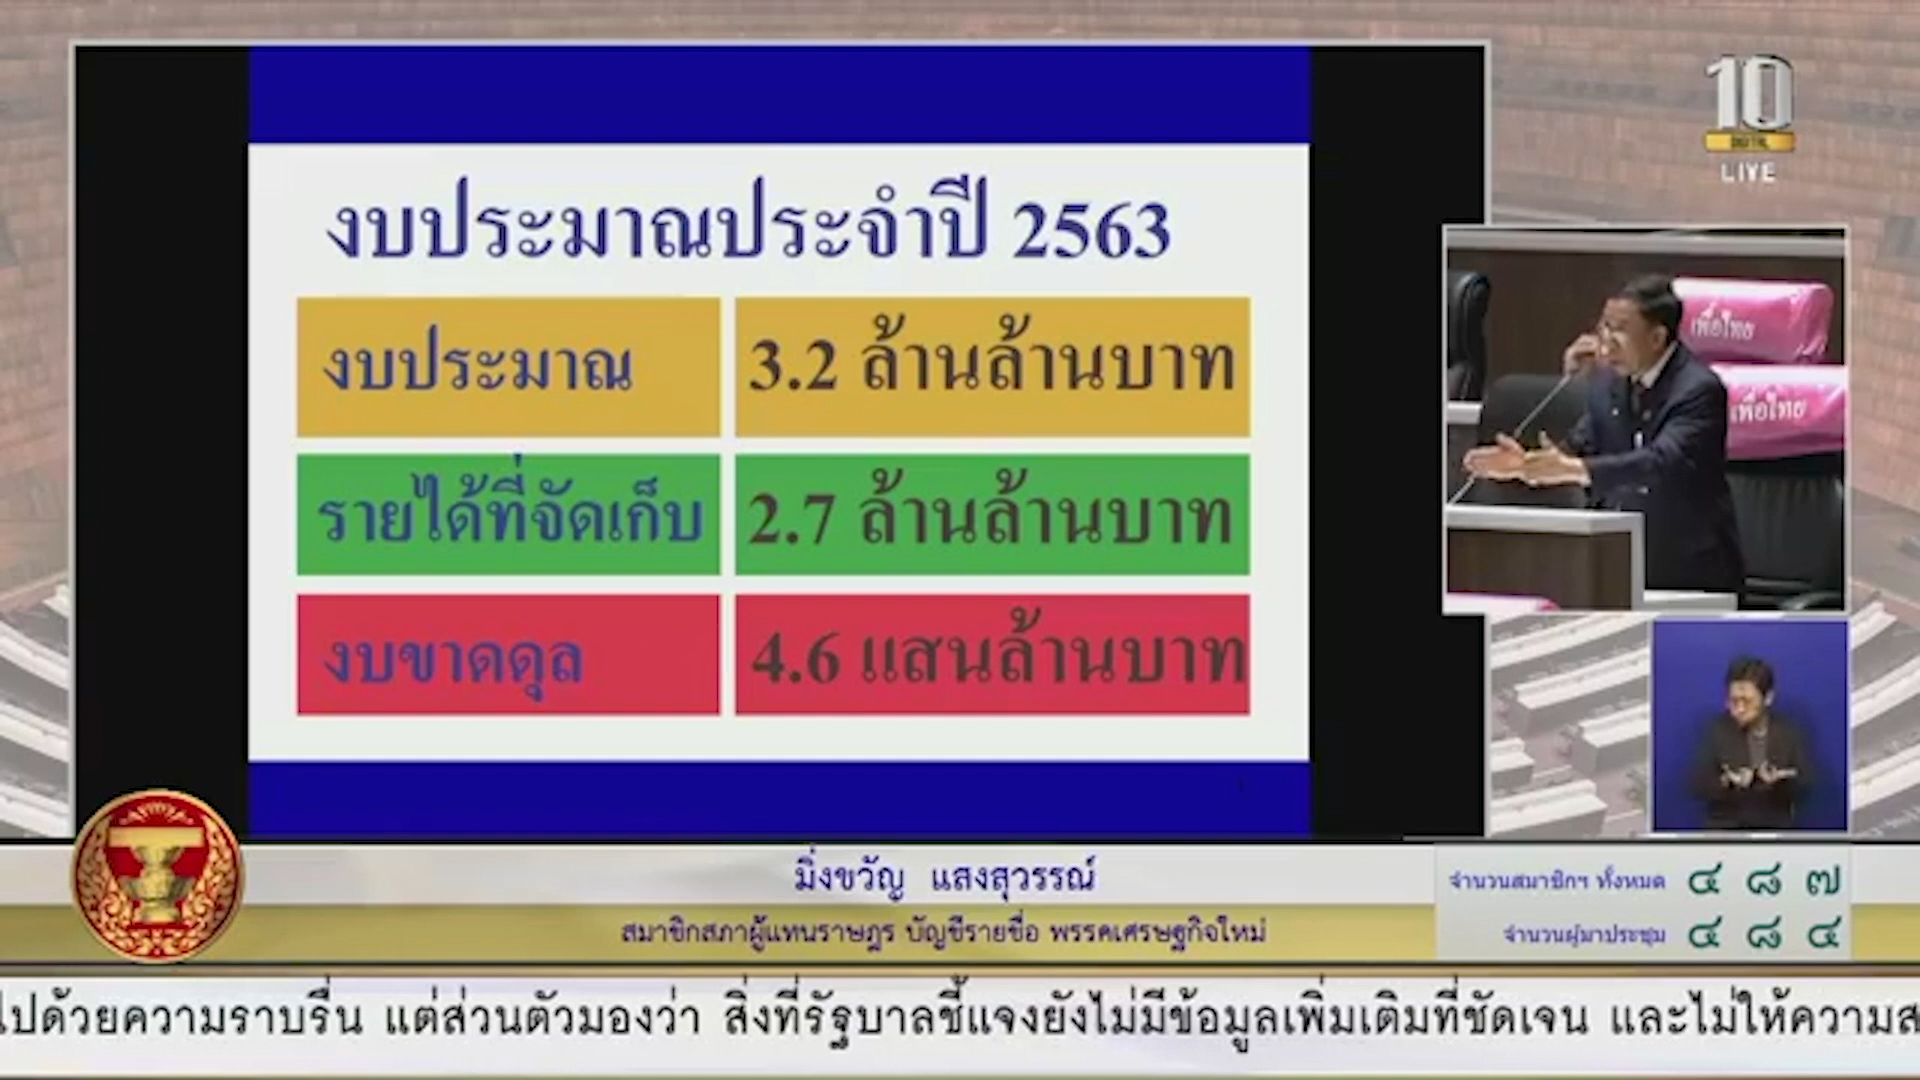 10
DIGITAL
LIVE
งบประมาณประจำปี 2563
งบประมาณ 3.2 ล้านล้านบาท
รายได้ที่จัดเก็บ 2.7 ล้านล้านบาท
งบขาดดุล 4.6 แสนล้านบาท
เพื่อไทย
เพื่อไทย
มิ่งขวัญ แสงสุวรรณ์
สมาชิกสภาผู้แทนราษฎร บัญชีรายชื่อ พรรคเศรษฐกิจใหม่
จำนวนสมาชิกฯ ทั้งหมด ๔ ๘ ๗
จำนวนผู้มาประชุม ๔ ๘ ๔
ไปด้วยความราบรื่น แต่ส่วนตัวมองว่า สิ่งที่รัฐบาลชี้แจงยังไม่มีข้อมูลเพิ่มเติมที่ชัดเจน และไม่ให้ความส